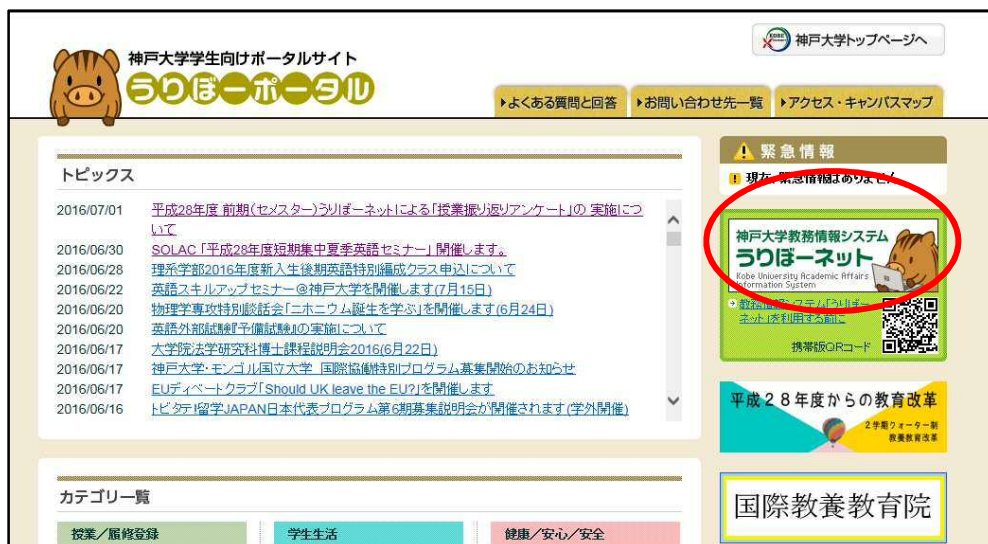 神戸大学トップページへ
神戸大学学生向けポータルサイト
うりぼーポータル
よくある質問と回答
お問い合わせ先一覧
アクセス・キャンパスマップ
トピックス
2016/07/01 平成28年度 前期(セメスター)うりぼーネットによる「授業振り返りアンケート」の 実施につ
いて
2016/06/30 SOLAC 「平成28年度短期集中夏季英語セミナー」 開催します。
2016/06/28 理系学部2016年度新入生後期英語特別編成クラス申込について
2016/06/22 英語スキルアップセミナー@神戸大学を開催します(7月15日)
2016/06/20 物理学専攻特別談話会「ニホニウム誕生を学ぶ」を開催します(6月24日)
2016/06/20 英語外部試験『予備試験』の実施について
2016/06/17 大学院法学研究科博士課程説明会2016(6月22日)
2016/06/17 神戸大学・モンゴル国立大学 国際協働特別プログラム募集開始のお知らせ
2016/06/17 EUディベートクラブ「Should UK leave the EU?」を開催します
2016/06/16 トビタテ!留学JAPAN日本代表プログラム第6期募集説明会が開催されます(学外開催)
緊急情報
現在、緊急情報はありません
神戸大学教務情報システム
うりぼーネット
Kobe University Academic Affairs
Information System
教務情報システム「うりぼー
ネット」を利用する前に
携帯版QRコード
平成28年度からの教育改革
2学期クォーター制
教養教育改革
国際教養教育院
カテゴリ一覧
授業/履修登録
学生生活
健康/安心/安全